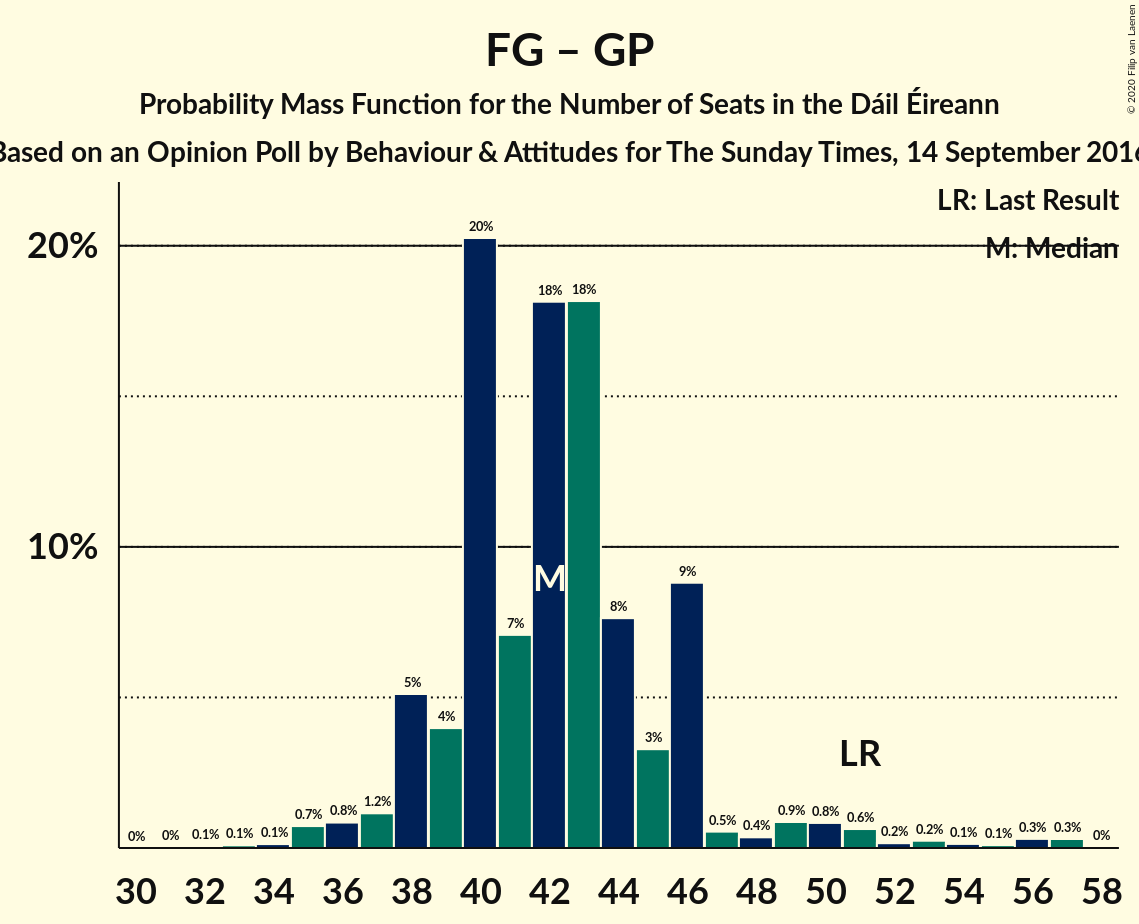 FG – GP
Probability Mass Function for the Number of Seats in the Dáil Éireann
Based on an Opinion Poll by Behaviour & Attitudes for The Sunday Times, 14 September 2016
© 2020 Filip van Laenen
LR: Last Result
M: Median
20%
10%
0% 0% 0.1% 0.1% 0.1% 0.7% 0.8% 1.2% 5% 4% 20% 7% 18% 18% 8% 3% 9% 0.5% 0.4% 0.9% 0.8% 0.6% 0.2% 0.2% 0.1% 0.1% 0.3% 0.3% 0%
M
LR
30 32 34 36 38 40 42 44 46 48 50 52 54 56 58